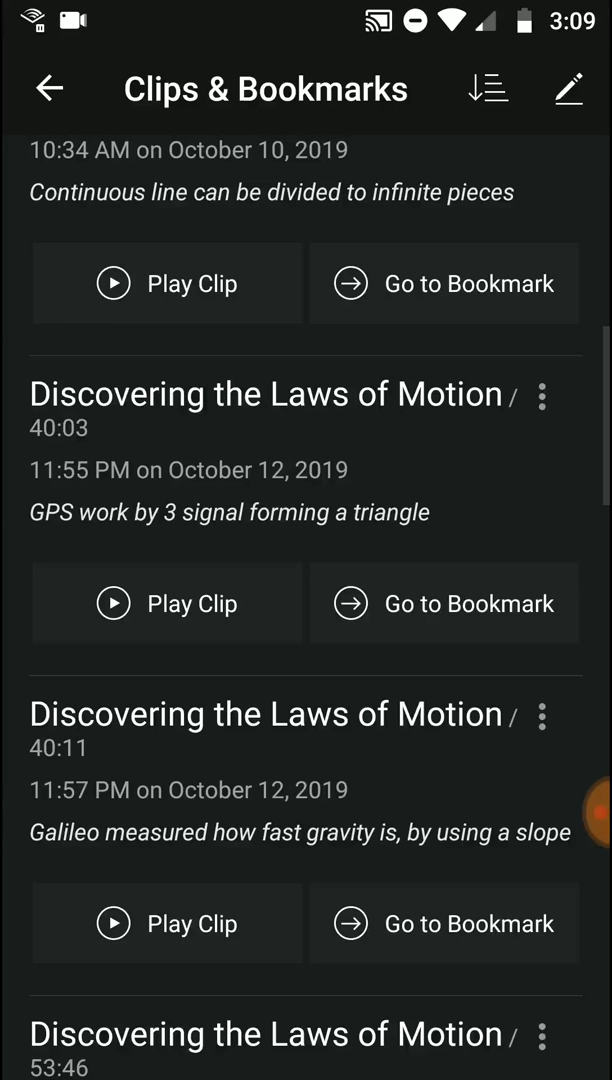 3:09
Clips & Bookmarks
10:34 AM on October 10, 2019
Continuous line can be divided to infinite pieces
Play Clip
Go to Bookmark
Discovering the Laws of Motion /
40:03
11:55 PM on October 12, 2019
GPS work by 3 signal forming a triangle
Play Clip
Go to Bookmark
Discovering the Laws of Motion /
40:11
11:57 PM on October 12, 2019
Galileo measured how fast gravity is, by using a slope
Play Clip
Go to Bookmark
Discovering the Laws of Motion /
53:46